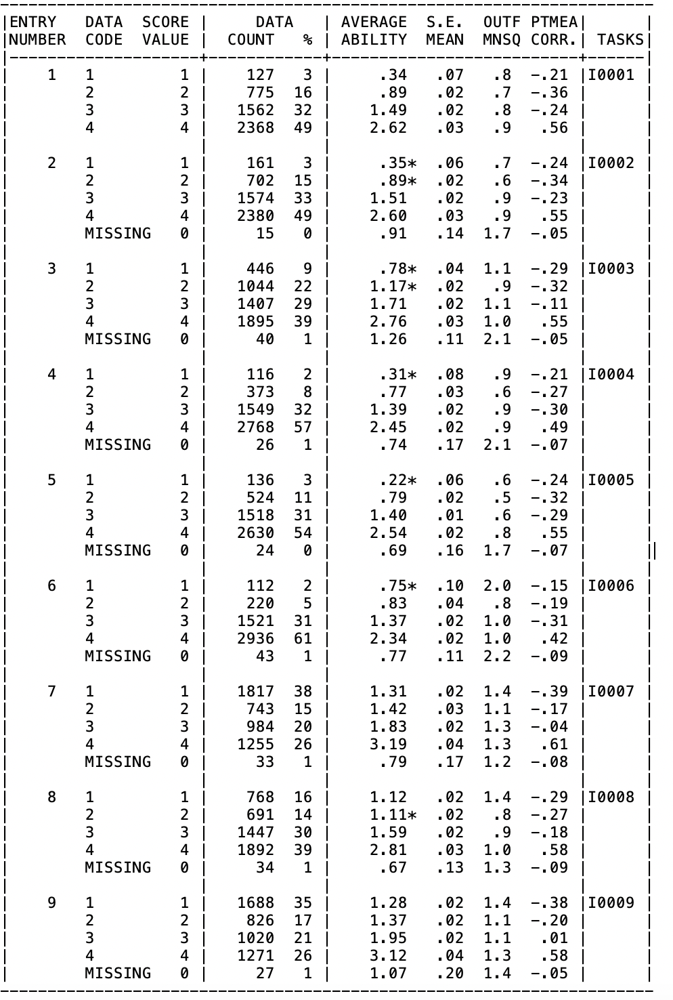 --------------------------------------------------------------------
|ENTRY   DATA  SCORE |     DATA   | AVERAGE  S.E.  OUTF PTMEA|      |
|NUMBER  CODE  VALUE |  COUNT   % | ABILITY  MEAN  MNSQ CORR.| TASKS|
|--------------------+------------+--------------------------+------|
|    1   1         1 |    127   3 |     .34   .07   .8  -.21 |I0001 |
|        2         2 |    775  16 |     .89   .02   .7  -.36 |      |
|        3         3 |   1562  32 |    1.49   .02   .8  -.24 |      |
|        4         4 |   2368  49 |    2.62   .03   .9   .56 |      |
|                    |            |                          |      |
|    2   1         1 |    161   3 |     .35*  .06   .7  -.24 |I0002 |
|        2         2 |    702  15 |     .89*  .02   .6  -.34 |      |
|        3         3 |   1574  33 |    1.51   .02   .9  -.23 |      |
|        4         4 |   2380  49 |    2.60   .03   .9   .55 |      |
|        MISSING   0 |     15   0 |     .91   .14  1.7  -.05 |      |
|                    |            |                          |      |
|    3   1         1 |    446   9 |     .78*  .04  1.1  -.29 |I0003 |
|        2         2 |   1044  22 |    1.17*  .02   .9  -.32 |      |
|        3         3 |   1407  29 |    1.71   .02  1.1  -.11 |      |
|        4         4 |   1895  39 |    2.76   .03  1.0   .55 |      |
|        MISSING   0 |     40   1 |    1.26   .11  2.1  -.05 |      |
|                    |            |                          |      |
|    4   1         1 |    116   2 |     .31*  .08   .9  -.21 |I0004 |
|        2         2 |    373   8 |     .77   .03   .6  -.27 |      |
|        3         3 |   1549  32 |    1.39   .02   .9  -.30 |      |
|        4         4 |   2768  57 |    2.45   .02   .9   .49 |      |
|        MISSING   0 |     26   1 |     .74   .17  2.1  -.07 |      |
|                    |            |                          |      |
|    5   1         1 |    136   3 |     .22*  .06   .6  -.24 |I0005 |
|        2         2 |    524  11 |     .79   .02   .5  -.32 |      |
|        3         3 |   1518  31 |    1.40   .01   .6  -.29 |      |
|        4         4 |   2630  54 |    2.54   .02   .8   .55 |      |
|        MISSING   0 |     24   0 |     .69   .16  1.7  -.07 |      |
|                    |            |                          |      |
|    6   1         1 |    112   2 |     .75*  .10  2.0  -.15 |I0006 |
|        2         2 |    220   5 |     .83   .04   .8  -.19 |      |
|        3         3 |   1521  31 |    1.37   .02  1.0  -.31 |      |
|        4         4 |   2936  61 |    2.34   .02  1.0   .42 |      |
|        MISSING   0 |     43   1 |     .77   .11  2.2  -.09 |      |
|                    |            |                          |      |
|    7   1         1 |   1817  38 |    1.31   .02  1.4  -.39 |I0007 |
|        2         2 |    743  15 |    1.42   .03  1.1  -.17 |      |
|        3         3 |    984  20 |    1.83   .02  1.3  -.04 |      |
|        4         4 |   1255  26 |    3.19   .04  1.3   .61 |      |
|        MISSING   0 |     33   1 |     .79   .17  1.2  -.08 |      |
|                    |            |                          |      |
|    8   1         1 |    768  16 |    1.12   .02  1.4  -.29 |I0008 |
|        2         2 |    691  14 |    1.11*  .02   .8  -.27 |      |
|        3         3 |   1447  30 |    1.59   .02   .9  -.18 |      |
|        4         4 |   1892  39 |    2.81   .03  1.0   .58 |      |
|        MISSING   0 |     34   1 |     .67   .13  1.3  -.09 |      |
|                    |            |                          |      |
|    9   1         1 |   1688  35 |    1.28   .02  1.4  -.38 |I0009 |
|        2         2 |    826  17 |    1.37   .02  1.1  -.20 |      |
|        3         3 |   1020  21 |    1.95   .02  1.1   .01 |      |
|        4         4 |   1271  26 |    3.12   .04  1.3   .58 |      |
|        MISSING   0 |     27   1 |    1.07   .20  1.4  -.05 |      |
--------------------------------------------------------------------